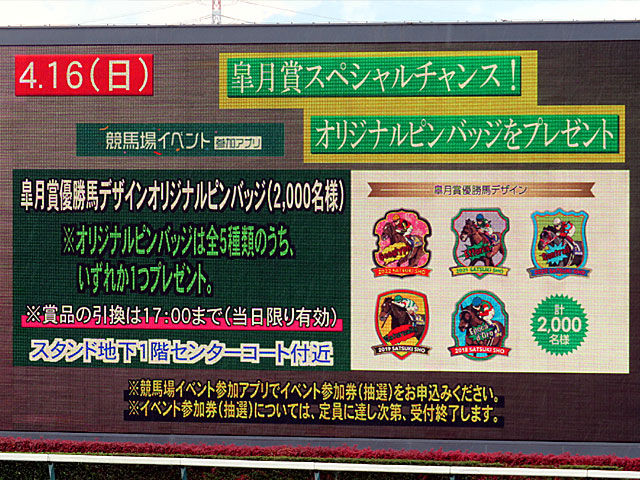 4.16(日)
皐月賞スペシャルチャンス!
オリジナルピンバッジをプレゼント
競馬場イベント 参加アプリ
皐月賞優勝馬デザインオリジナルピンバッジ(2,000名様)
※オリジナルピンバッジは全5種類のうち、
いずれか1つプレゼント。
※賞品の引換は17:00まで(当日限り有効)
スタンド地下1階センターコート付近
皐月賞優勝馬デザイン
2022 SATSUKI SHO
2021 SATSUKI SHO
2019 SATSUKI SHO
2018 SATSUKI SHO
計
2,000
名様
※競馬場イベント参加アプリでイベント参加券(抽選)をお申込みください。
※イベント参加券(抽選)については、定員に達し次第、受付終了します。